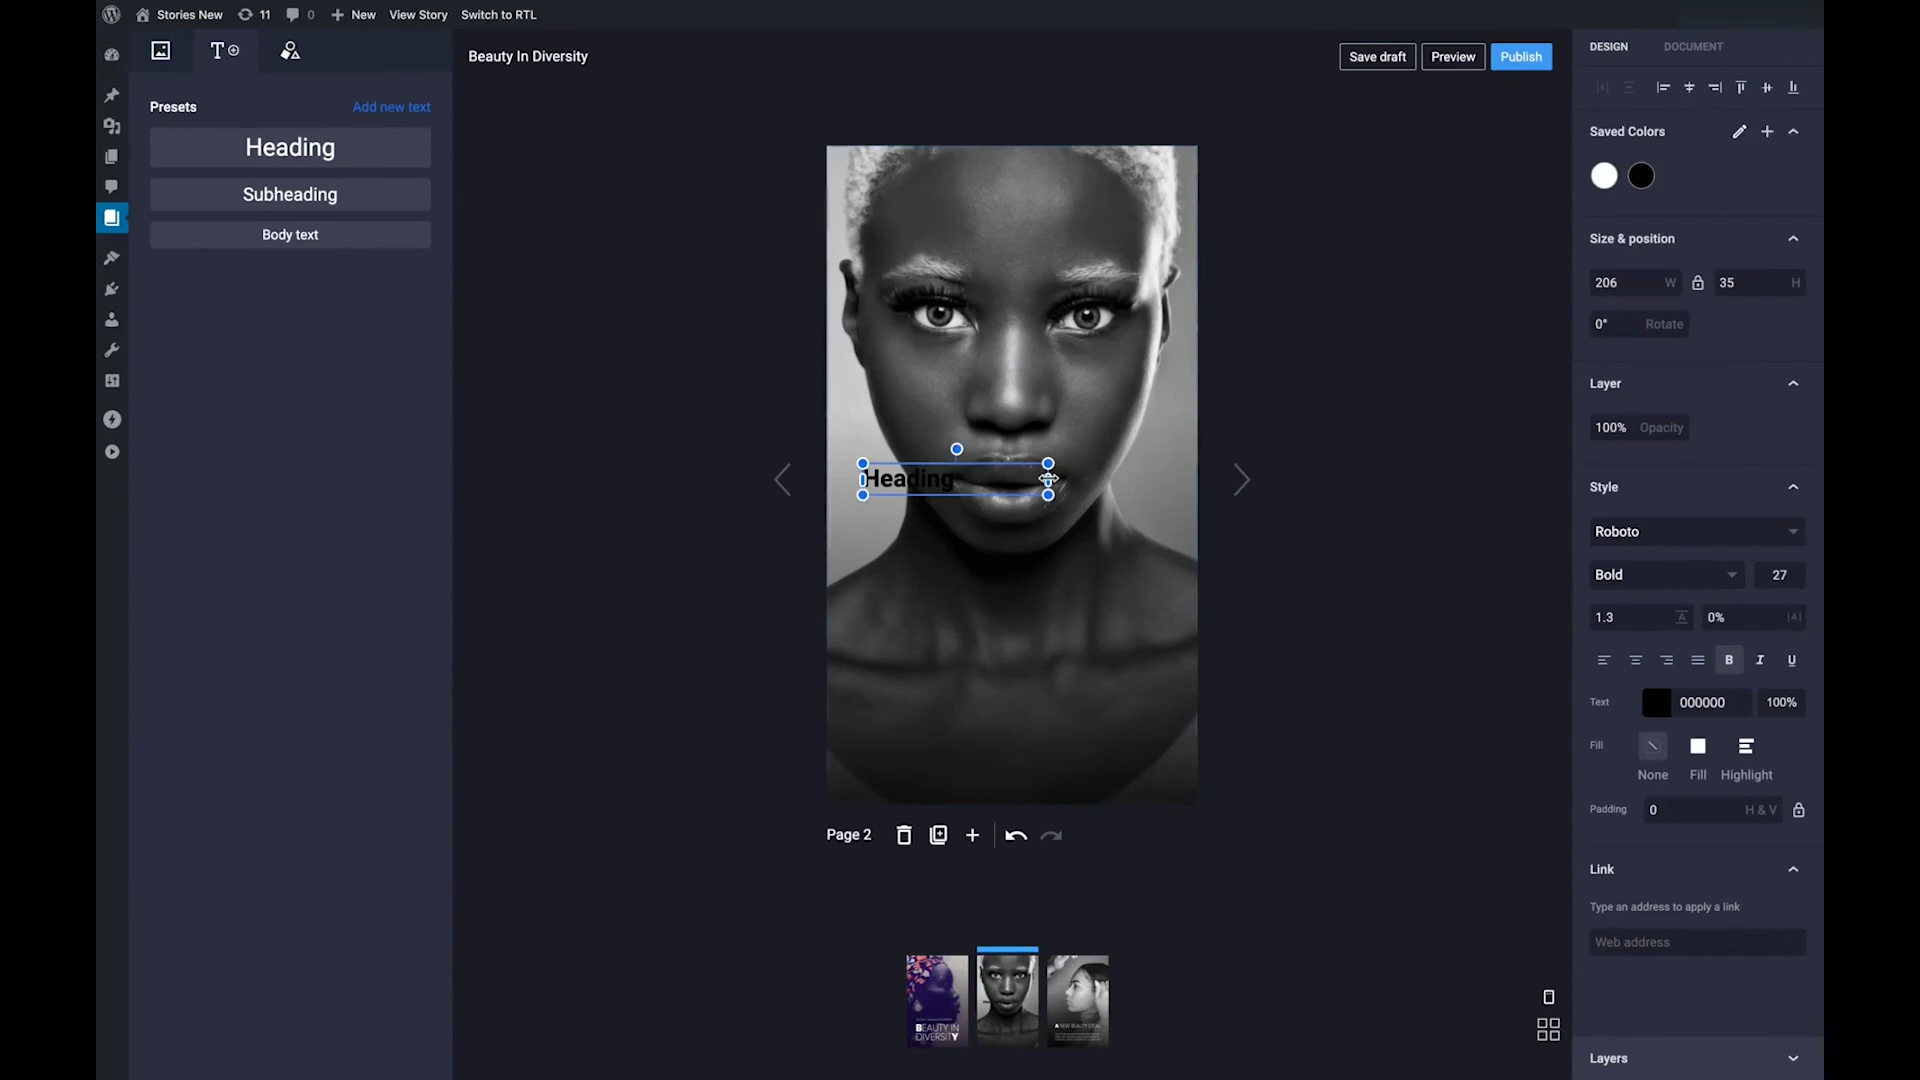 Stories New 11 0 New View Story Switch to RTL
Beauty In Diversity
Save draft Preview Publish
DESIGN DOCUMENT
Presets Add new text
Heading
Subheading
Body text
Heading
Page 2
BEAUTY IN
DIVERSITY
A NEW BEAUTY IDEAL
Saved Colors
Size & position
206 W 35 H
0° Rotate
Layer
100% Opacity
Style
Roboto
Bold 27
1.3 A 0% |A|
B I U
Text 000000 100%
Fill
None Fill Highlight
Padding 0 H & V
Link
Type an address to apply a link
Web address
Layers